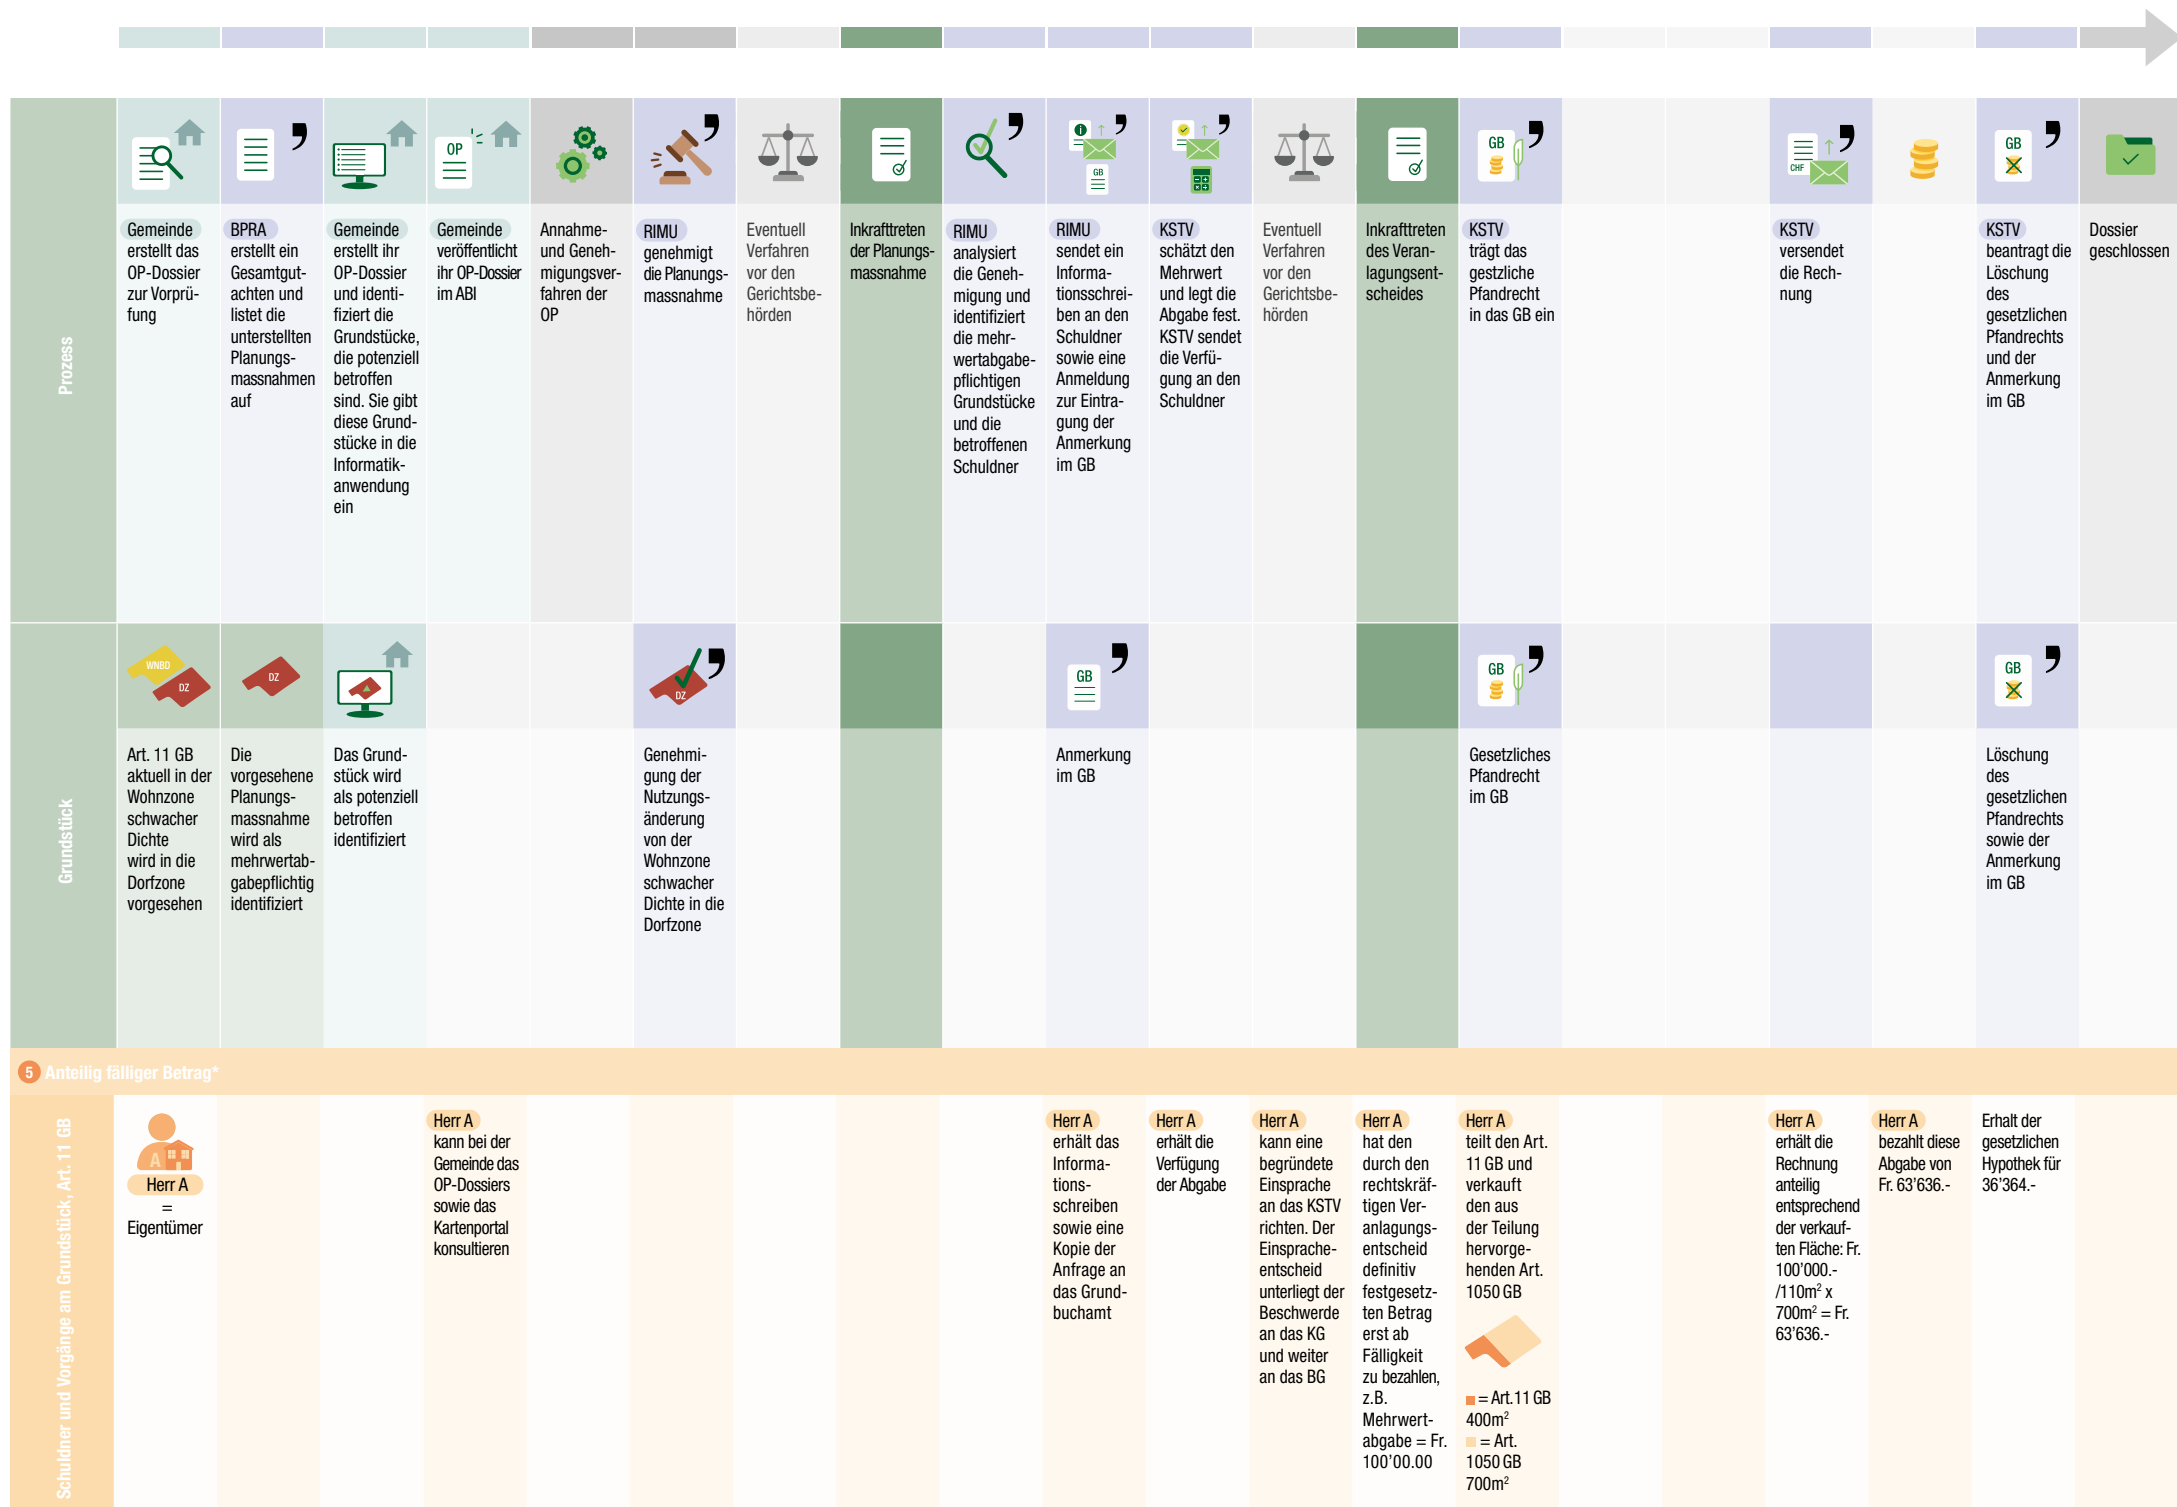 OP
GB
GB
CHF
GB
Prozess
Gemeinde
erstellt das
OP-Dossier
zur Vorprü-
fung
BPRA
erstellt ein
Gesamtgut-
achten und
listet die
unterstellten
Planungs-
massnahmen
auf
Gemeinde
erstellt ihr
OP-Dossier
und identi-
fiziert die
Grundstücke,
die potenziell
betroffen
sind. Sie gibt
diese Grund-
stücke in die
Informatik-
anwendung
ein
Gemeinde
veröffentlicht
ihr OP-Dossier
im ABl
Annahme-
und Geneh-
migungsver-
fahren der
OP
RIMU
genehmigt
die Planungs-
massnahme
Eventuell
Verfahren
vor den
Gerichtsbe-
hörden
Inkrafttreten
der Planungs-
massnahme
RIMU
analysiert
die Geneh-
migung und
identifiziert
die mehr-
wertabgabe-
pflichtigen
Grundstücke
und die
betroffenen
Schuldner
RIMU
sendet ein
Informa-
tionsschrei-
ben an den
Schuldner
sowie eine
Anmeldung
zur Eintra-
gung der
Anmerkung
im GB
KSTV
schätzt den
Mehrwert
und legt die
Abgabe fest.
KSTV sendet
die Verfü-
gung an den
Schuldner
Eventuell
Verfahren
vor den
Gerichtsbe-
hörden
Inkrafttreten
des Veran-
lagungsent-
scheides
KSTV
trägt das
gestzliche
Pfandrecht
in das GB ein
KSTV
versendet
die Rech-
nung
KSTV
beantragt die
Löschung
des
gesetzlichen
Pfandrechts
und der
Anmerkung
im GB
Dossier
geschlossen
Grundstück
WNBD
DZ
DZ
DZ
GB
GB
GB
Art. 11 GB
aktuell in der
Wohnzone
schwacher
Dichte
wird in die
Dorfzone
vorgesehen
Die
vorgesehene
Planungs-
massnahme
wird als
mehrwertab-
gabepflichtig
identifiziert
Das Grund-
stück wird
als potenziell
betroffen
identifiziert
Genehmi-
gung der
Nutzungs-
änderung
von der
Wohnzone
schwacher
Dichte in die
Dorfzone
Anmerkung
im GB
Gesetzliches
Pfandrecht
im GB
Löschung
des
gesetzlichen
Pfandrechts
sowie der
Anmerkung
im GB
5 Anteilig fälliger Betrag*
Schuldner und Vorgänge am Grundstück, Art. 11 GB
A
Herr A
=
Eigentümer
Herr A
kann bei der
Gemeinde das
OP-Dossiers
sowie das
Kartenportal
konsultieren
Herr A
erhält das
Informa-
tions-
schreiben
sowie eine
Kopie der
Anfrage an
das Grund-
buchamt
Herr A
erhält die
Verfügung
der Abgabe
Herr A
kann eine
begründete
Einsprache
an das KSTV
richten. Der
Einsprache-
entscheid
unterliegt der
Beschwerde
an das KG
und weiter
an das BG
Herr A
hat den
durch den
rechtskräf-
tigen Ver-
anlagungs-
entscheid
definitiv
festgesetz-
ten Betrag
erst ab
Fälligkeit
zu bezahlen,
z.B.
Mehrwert-
abgabe = Fr.
100’00.00
Herr A
teilt den Art.
11 GB und
verkauft
den aus
der Teilung
hervorge-
henden Art.
1050 GB
= Art. 11 GB
400m²
= Art.
1050 GB
700m²
Herr A
erhält die
Rechnung
anteilig
entsprechend
der verkauf-
ten Fläche: Fr.
100’000.-
/110m² x
700m² = Fr.
63’636.-
Herr A
bezahlt diese
Abgabe von
Fr. 63’636.-
Erhalt der
gesetzlichen
Hypothek für
36’364.-